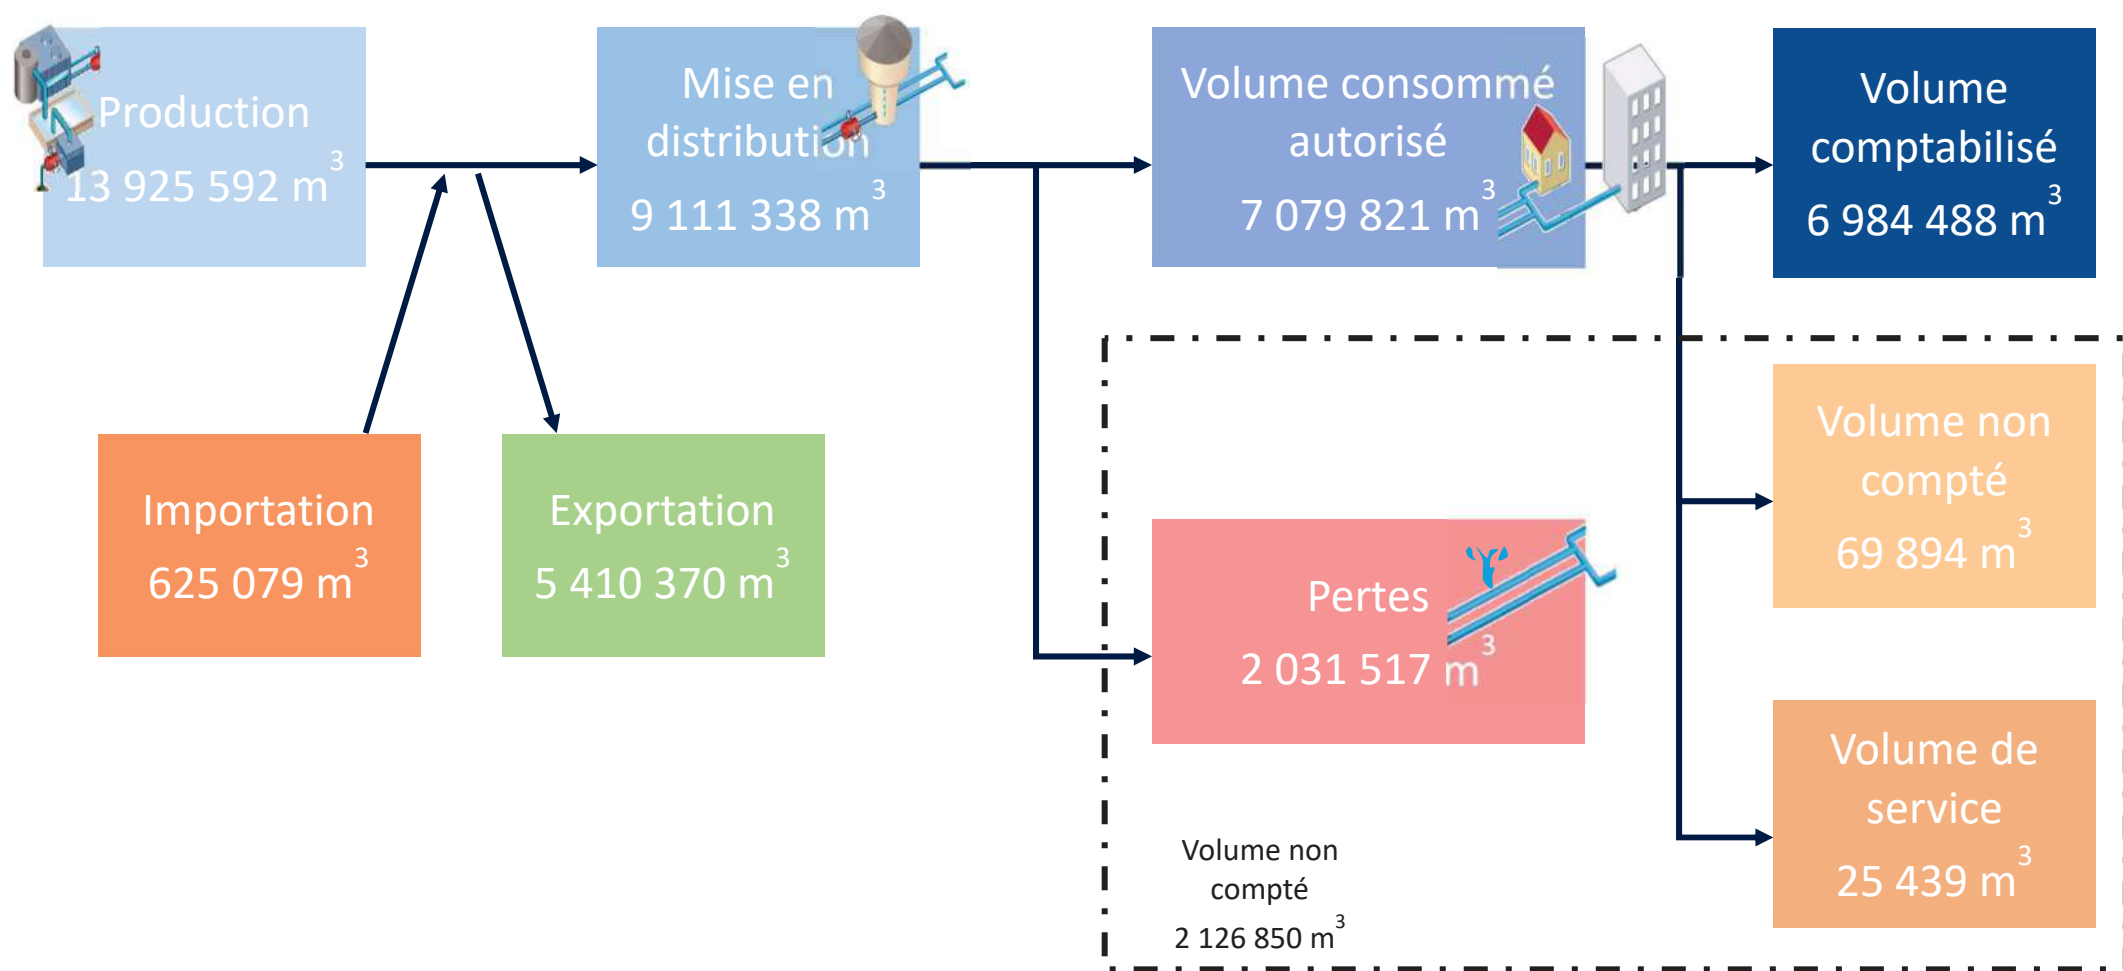 Production
13 925 592 m³
Mise en
distribution
9 111 338 m³
Volume consommé
autorisé
7 079 821 m³
Volume
comptabilisé
6 984 488 m³
Importation
625 079 m³
Exportation
5 410 370 m³
Pertes
2 031 517 m³
Volume non
compté
69 894 m³
Volume de
service
25 439 m³
Volume non
compté
2 126 850 m³